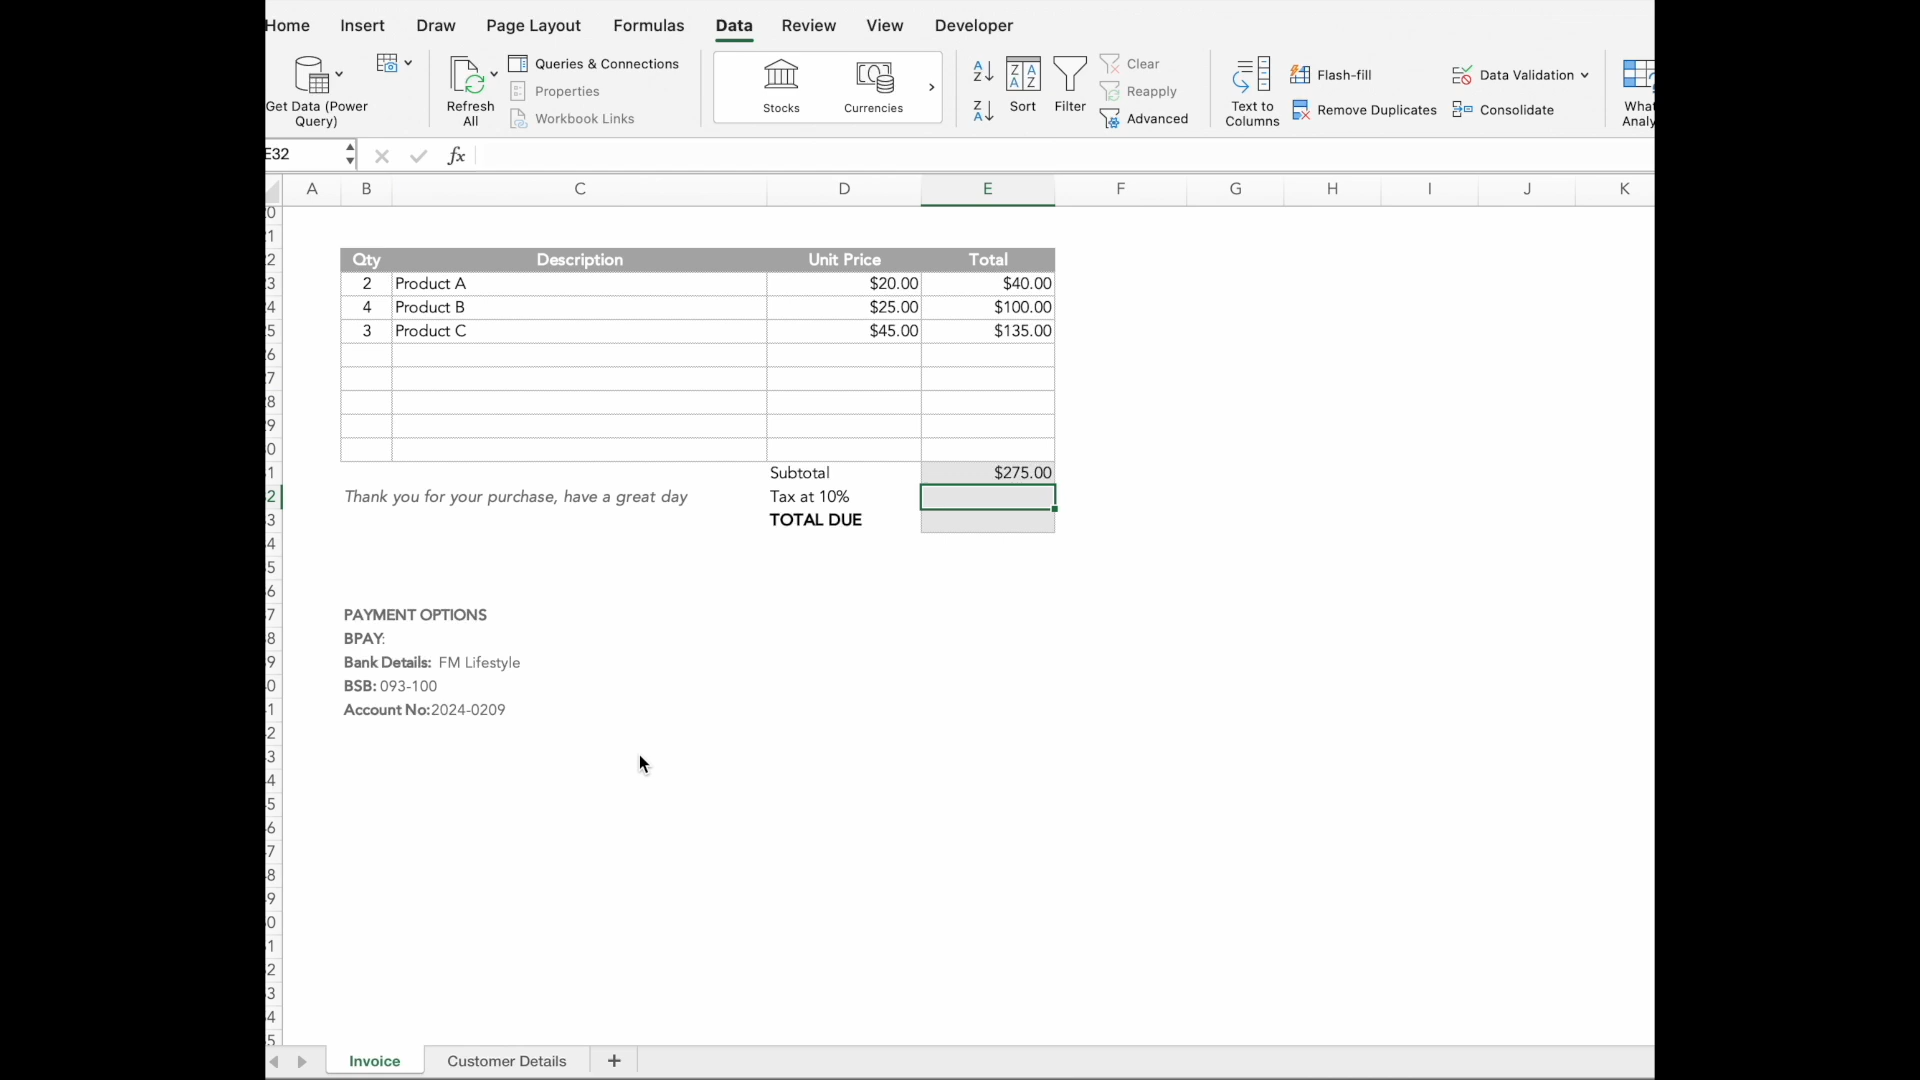 Home Insert Draw Page Layout Formulas Data Review View Developer
Get Data (Power
Query)
Refresh
All
Queries & Connections
Properties
Workbook Links
Stocks
Currencies
Sort
Filter
Clear
Reapply
Advanced
Text to
Columns
Flash-fill
Remove Duplicates
Data Validation
Consolidate
What
Analy
E32
fx
A B C D E F G H I J K
Qty Description Unit Price Total
2 Product A $20.00 $40.00
4 Product B $25.00 $100.00
3 Product C $45.00 $135.00
Subtotal $275.00
Thank you for your purchase, have a great day Tax at 10%
TOTAL DUE
PAYMENT OPTIONS
BPAY:
Bank Details: FM Lifestyle
BSB: 093-100
Account No:2024-0209
Invoice Customer Details +